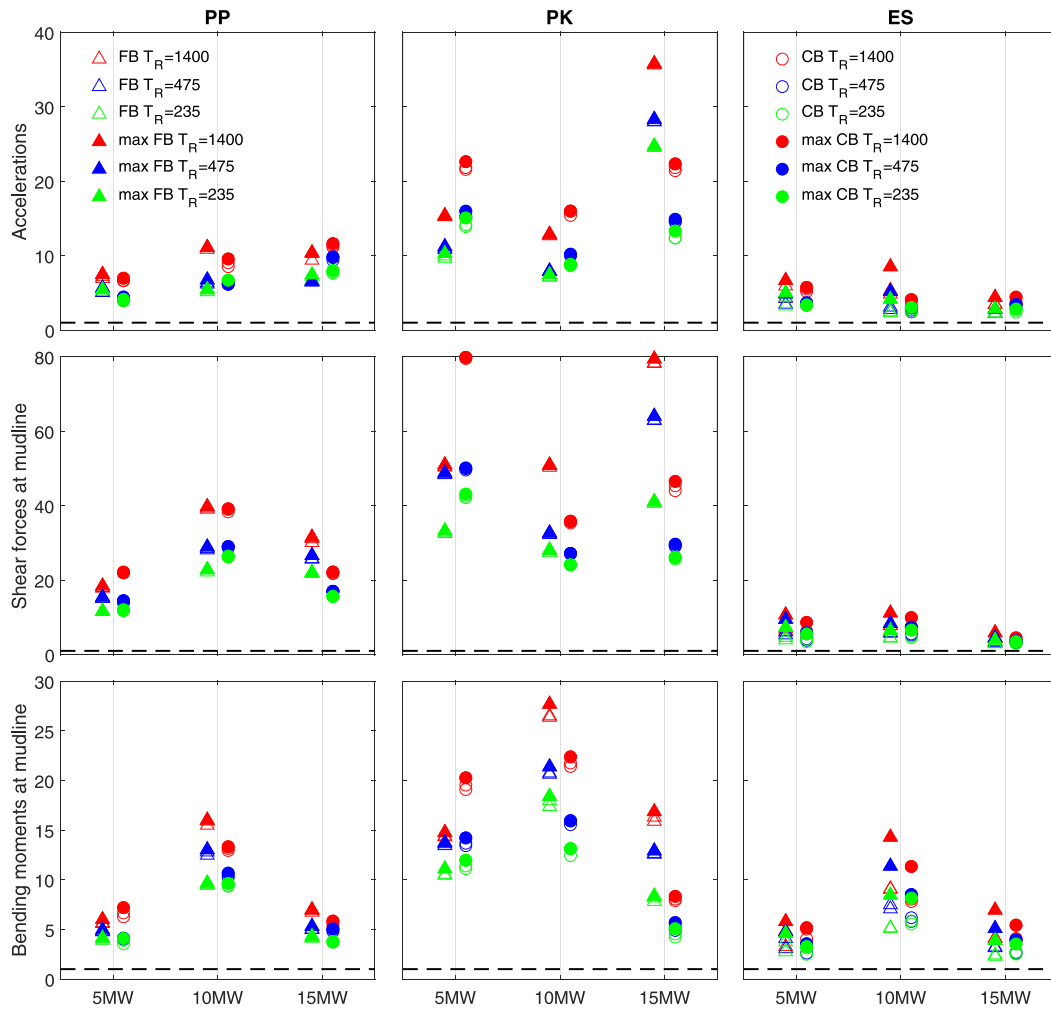 PP
PK
ES
Accelerations
40
30
20
10
0
FB T_R=1400
FB T_R=475
FB T_R=235
max FB T_R=1400
max FB T_R=475
max FB T_R=235
CB T_R=1400
CB T_R=475
CB T_R=235
max CB T_R=1400
max CB T_R=475
max CB T_R=235
Shear forces at mudline
80
60
40
20
0
Bending moments at mudline
30
25
20
15
10
5
0
5MW 10MW 15MW
5MW 10MW 15MW
5MW 10MW 15MW